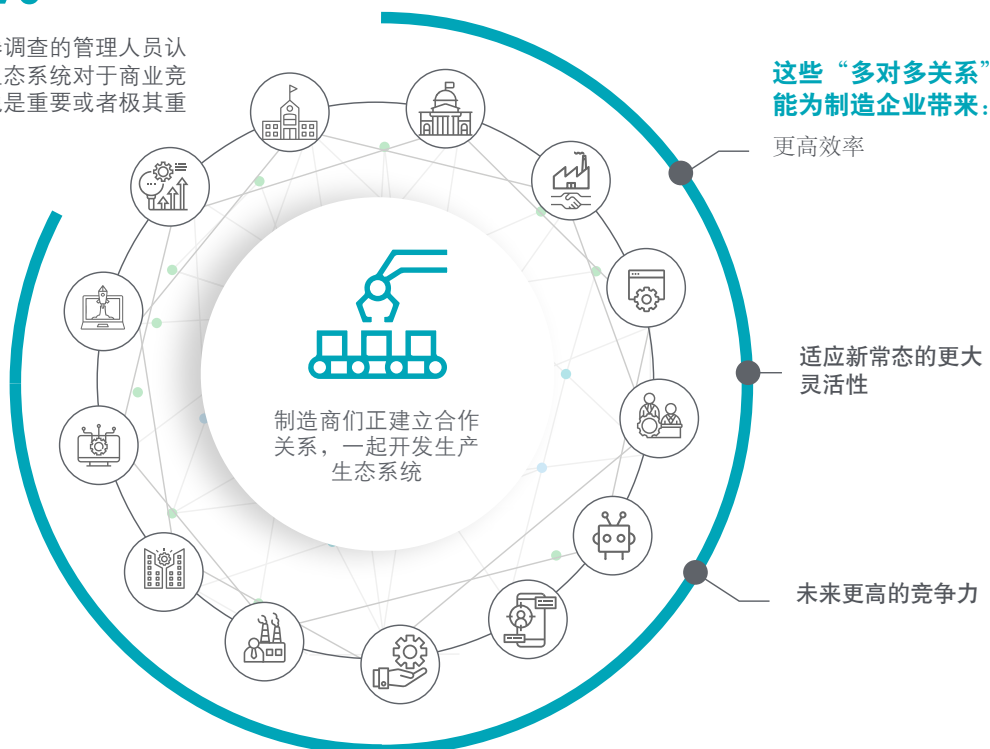 调查的管理人员认
态系统对于商业竞
是重要或者极其重
这些“多对多关系”
能为制造企业带来：
更高效率
适应新常态的更大
灵活性
制造商们正建立合作
关系，一起开发生产
生态系统
未来更高的竞争力